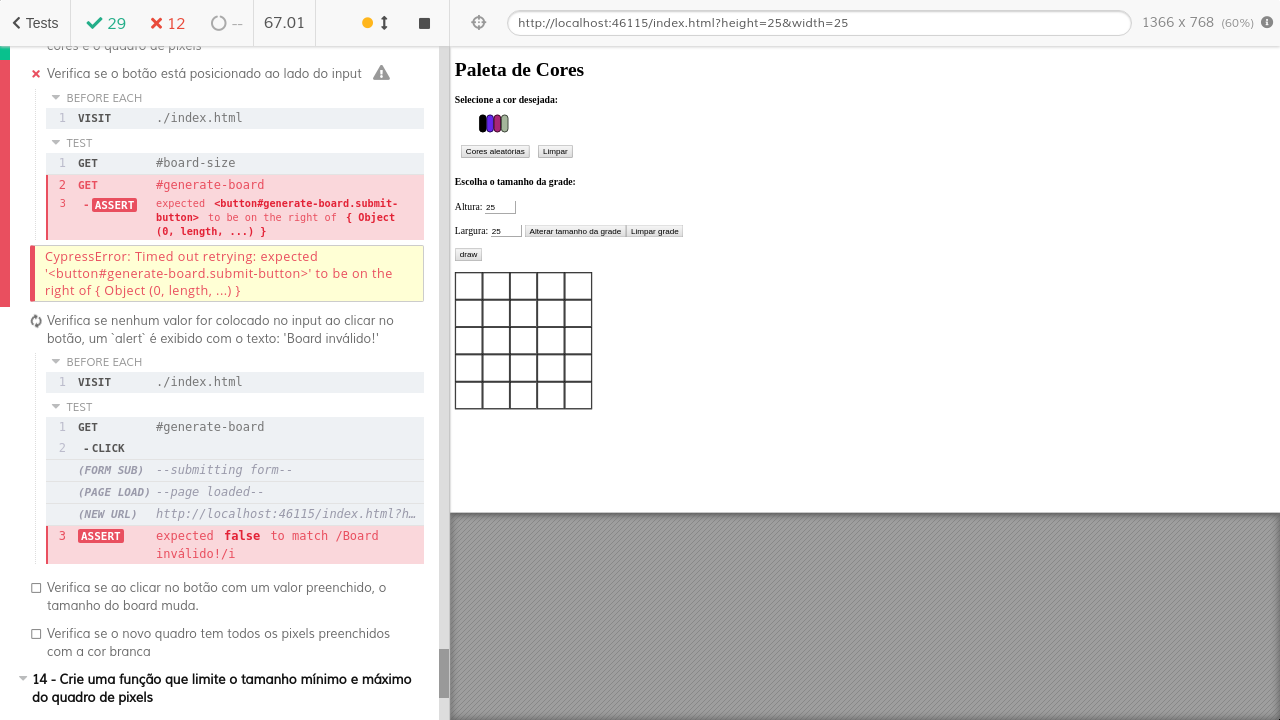 Tests
29
12
--
67.01
http://localhost:46115/index.html?height=25&width=25
1366 x 768 (60%)
cores e o quadro de pixels
Verifica se o botão está posicionado ao lado do input
BEFORE EACH
1 VISIT ./index.html
TEST
1 GET #board-size
2 GET #generate-board
3 - ASSERT expected <button#generate-board.submit-
button> to be on the right of { Object
(0, length, ...) }
CypressError: Timed out retrying: expected
'<button#generate-board.submit-button>' to be on the
right of { Object (0, length, ...) }
Verifica se nenhum valor for colocado no input ao clicar no
botão, um `alert` é exibido com o texto: 'Board inválido!'
BEFORE EACH
1 VISIT ./index.html
TEST
1 GET #generate-board
2 - CLICK
(FORM SUB) --submitting form--
(PAGE LOAD) --page loaded--
(NEW URL) http://localhost:46115/index.html?h…
3 ASSERT expected false to match /Board
inválido!/i
Verifica se ao clicar no botão com um valor preenchido, o
tamanho do board muda.
Verifica se o novo quadro tem todos os pixels preenchidos
com a cor branca
14 - Crie uma função que limite o tamanho mínimo e máximo
do quadro de pixels
Paleta de Cores
Selecione a cor desejada:
Cores aleatórias Limpar
Escolha o tamanho da grade:
Altura: 25
Largura: 25 Alterar tamanho da grade Limpar grade
draw